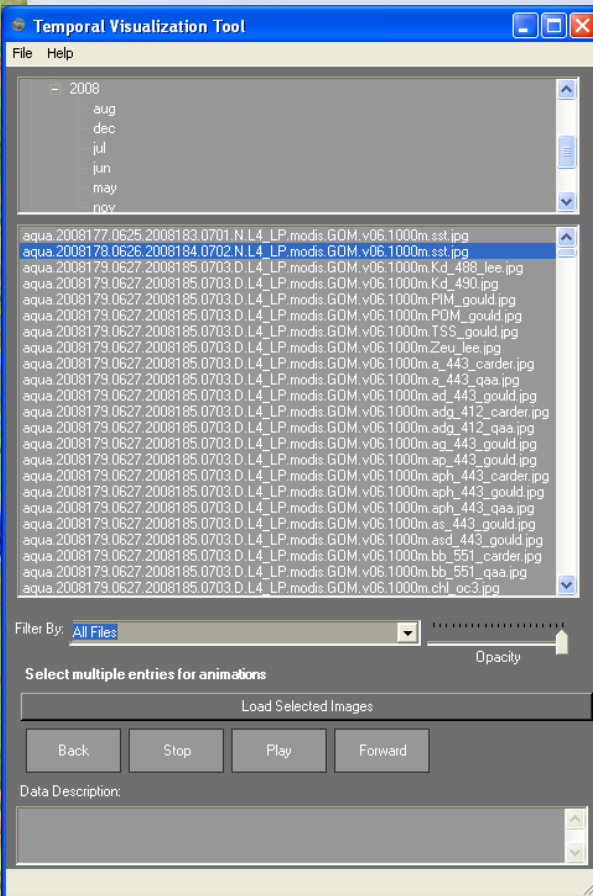 Temporal Visualization Tool
File Help
2008
aug
dec
jul
jun
may
nov
aqua.2008177.0625.2008183.0701.N.L4_LP.modis.GOM.v06.1000m.sst.jpg
aqua.2008178.0626.2008184.0702.N.L4_LP.modis.GOM.v06.1000m.sst.jpg
aqua.2008179.0627.2008185.0703.D.L4_LP.modis.GOM.v06.1000m.Kd_488_lee.jpg
aqua.2008179.0627.2008185.0703.D.L4_LP.modis.GOM.v06.1000m.Kd_490.jpg
aqua.2008179.0627.2008185.0703.D.L4_LP.modis.GOM.v06.1000m.PIM_gould.jpg
aqua.2008179.0627.2008185.0703.D.L4_LP.modis.GOM.v06.1000m.POM_gould.jpg
aqua.2008179.0627.2008185.0703.D.L4_LP.modis.GOM.v06.1000m.TSS_gould.jpg
aqua.2008179.0627.2008185.0703.D.L4_LP.modis.GOM.v06.1000m.Zeu_lee.jpg
aqua.2008179.0627.2008185.0703.D.L4_LP.modis.GOM.v06.1000m.a_443_carder.jpg
aqua.2008179.0627.2008185.0703.D.L4_LP.modis.GOM.v06.1000m.a_443_qaa.jpg
aqua.2008179.0627.2008185.0703.D.L4_LP.modis.GOM.v06.1000m.ad_443_gould.jpg
aqua.2008179.0627.2008185.0703.D.L4_LP.modis.GOM.v06.1000m.adg_412_carder.jpg
aqua.2008179.0627.2008185.0703.D.L4_LP.modis.GOM.v06.1000m.adg_412_qaa.jpg
aqua.2008179.0627.2008185.0703.D.L4_LP.modis.GOM.v06.1000m.ag_443_gould.jpg
aqua.2008179.0627.2008185.0703.D.L4_LP.modis.GOM.v06.1000m.ap_443_gould.jpg
aqua.2008179.0627.2008185.0703.D.L4_LP.modis.GOM.v06.1000m.aph_443_carder.jpg
aqua.2008179.0627.2008185.0703.D.L4_LP.modis.GOM.v06.1000m.aph_443_gould.jpg
aqua.2008179.0627.2008185.0703.D.L4_LP.modis.GOM.v06.1000m.aph_443_qaa.jpg
aqua.2008179.0627.2008185.0703.D.L4_LP.modis.GOM.v06.1000m.as_443_gould.jpg
aqua.2008179.0627.2008185.0703.D.L4_LP.modis.GOM.v06.1000m.asd_443_gould.jpg
aqua.2008179.0627.2008185.0703.D.L4_LP.modis.GOM.v06.1000m.bb_551_carder.jpg
aqua.2008179.0627.2008185.0703.D.L4_LP.modis.GOM.v06.1000m.bb_551_qaa.jpg
aqua.2008179.0627.2008185.0703.D.L4_LP.modis.GOM.v06.1000m.chl_oc3.jpg
Filter By: All Files
Opacity
Select multiple entries for animations
Load Selected Images
Back Stop Play Forward
Data Description: